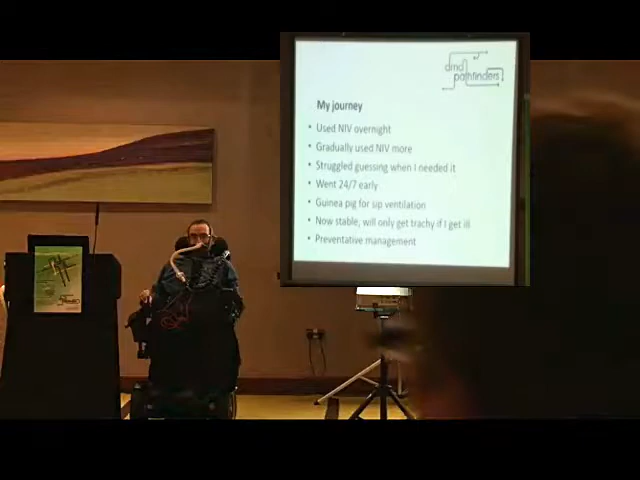 dmd
pathfinders
My journey
• Used NIV overnight
• Gradually used NIV more
• Struggled guessing when I needed it
• Went 24/7 early
• Guinea pig for sip ventilation
• Now stable, will only get trachy if I get ill
• Preventative management